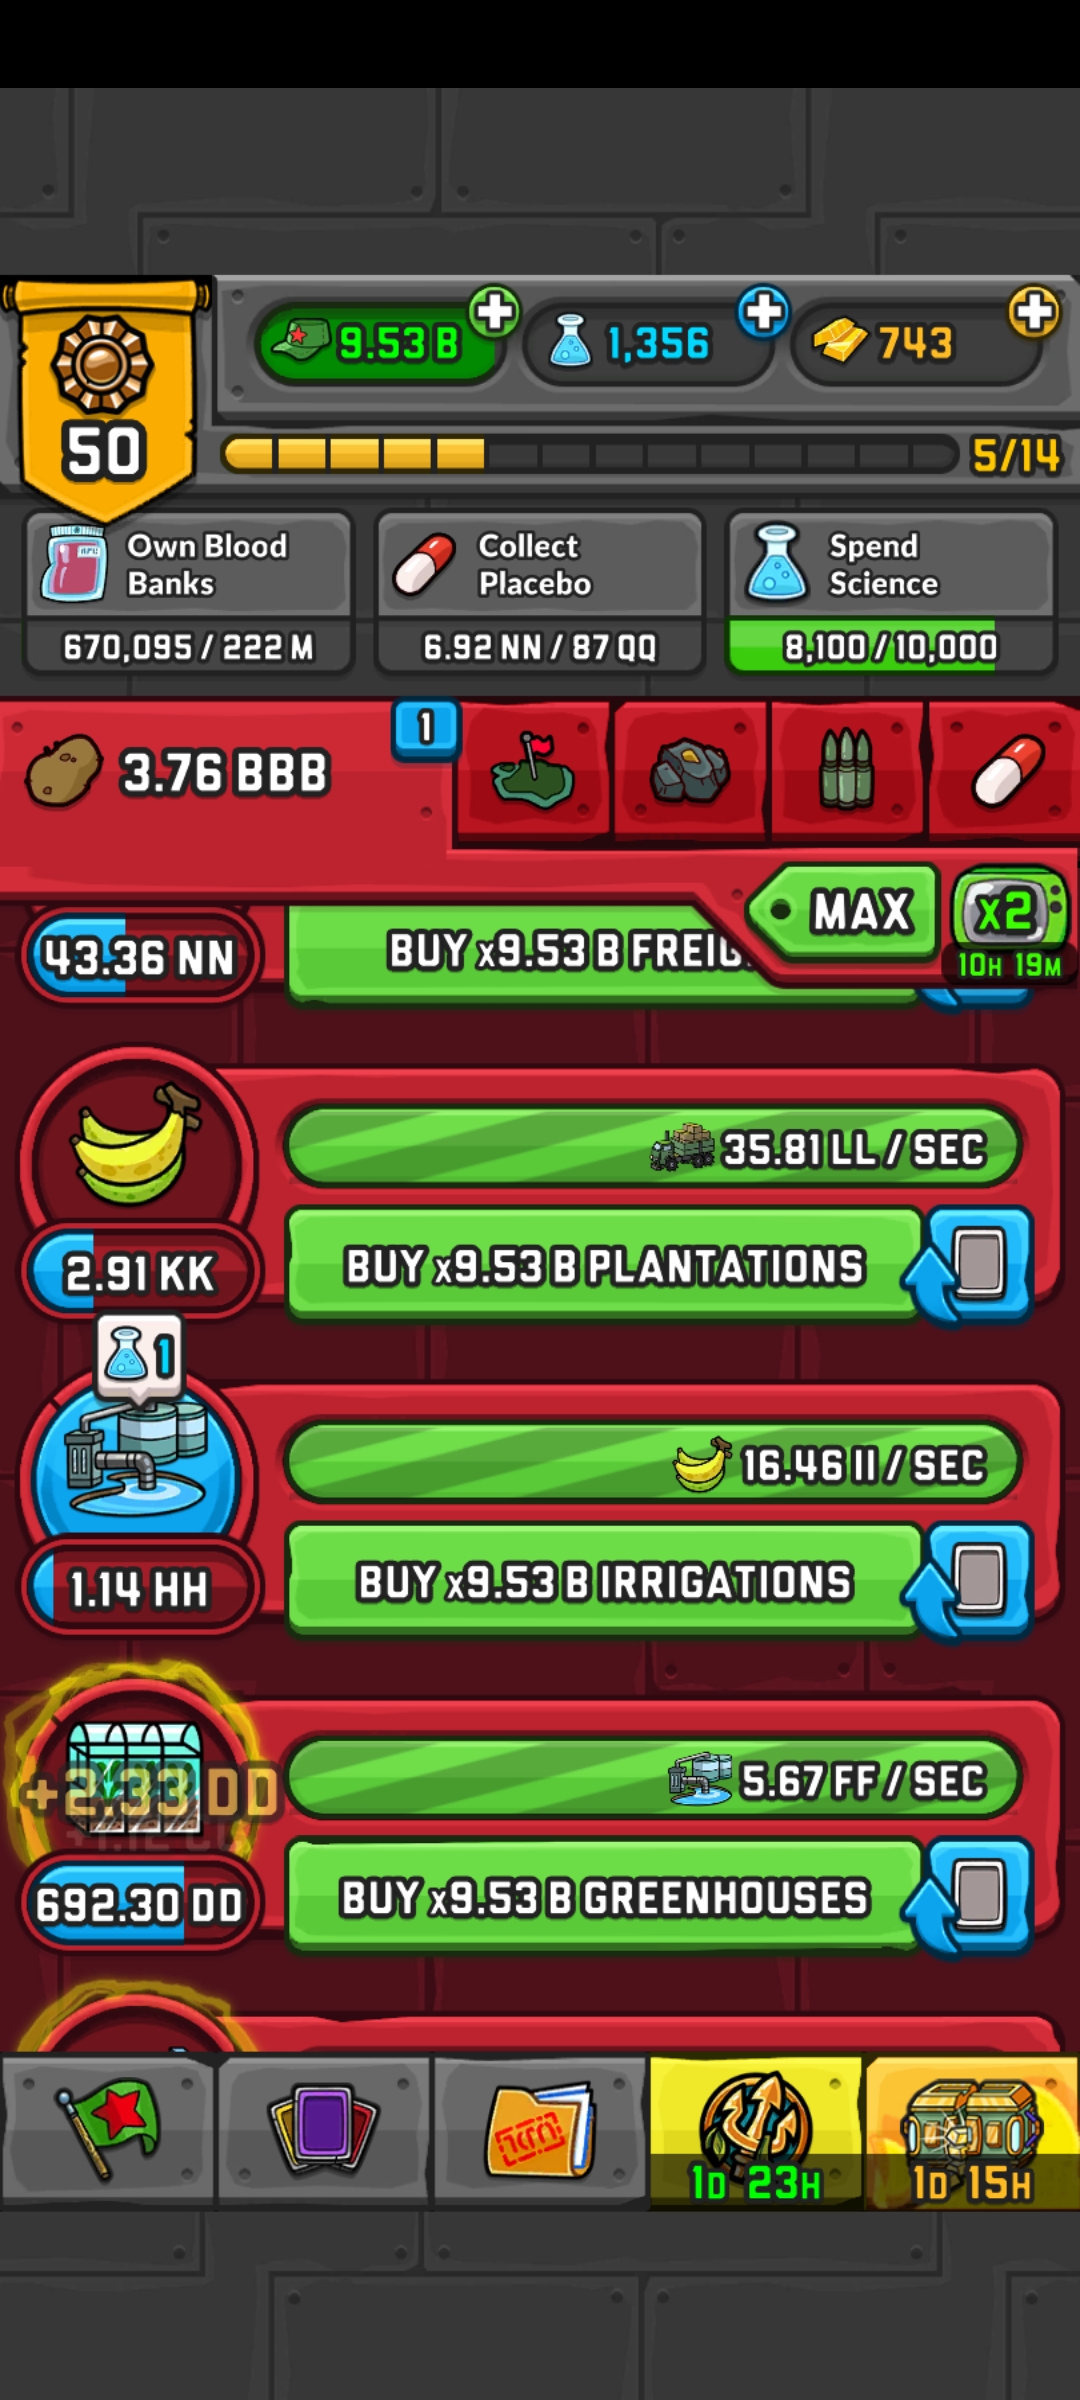 9.53 B
1,356
743
50
5/14
Own Blood
Banks
670,095 / 222 M
Collect
Placebo
6.92 NN / 87 QQ
Spend
Science
8,100 / 10,000
3.76 BBB
1
MAX
x2
10H 19M
43.36 NN
BUY x9.53 B FREIG
35.81 LL / SEC
2.91 KK
BUY x9.53 B PLANTATIONS
1
16.46 II / SEC
1.14 HH
BUY x9.53 B IRRIGATIONS
+2.33 DD
5.67 FF / SEC
692.30 DD
BUY x9.53 B GREENHOUSES
1D 23H
1D 15H